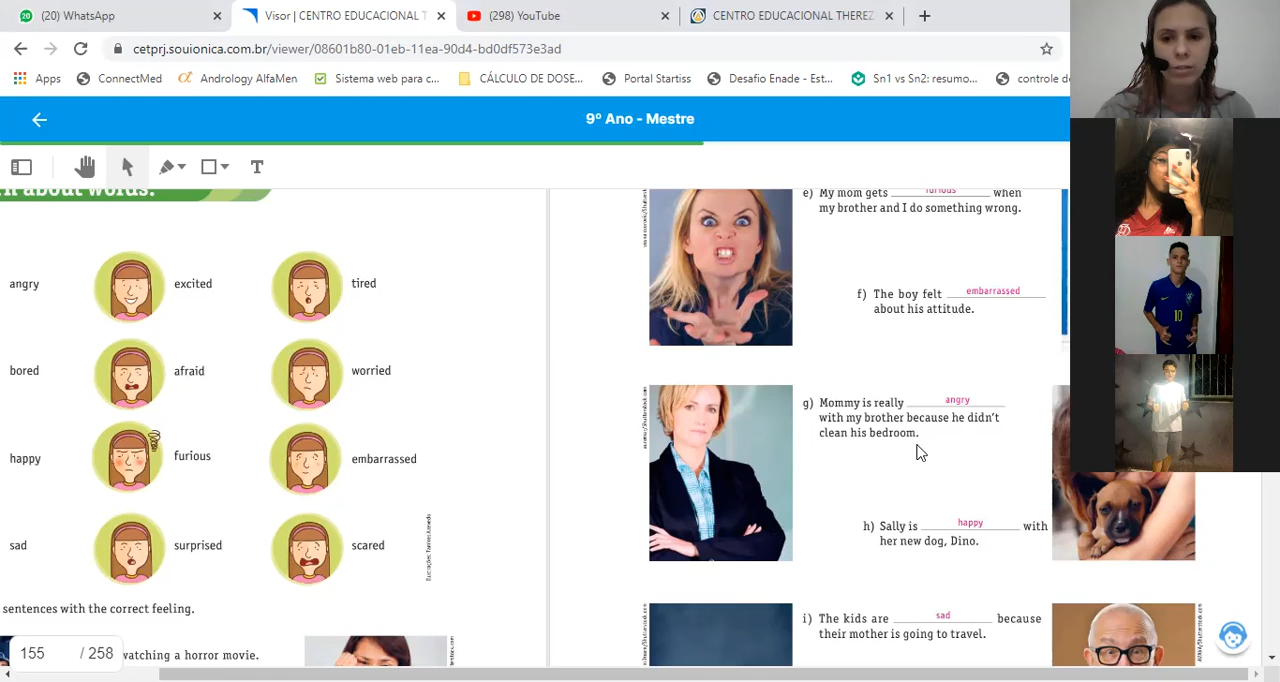 (20) WhatsApp
Visor | CENTRO EDUCACIONAL T
(298) YouTube
CENTRO EDUCACIONAL THEREZ
cetprj.souionica.com.br/viewer/08601b80-01eb-11ea-90d4-bd0df573e3ad
Apps
ConnectMed
Andrology AlfaMen
Sistema web para c...
CÁLCULO DE DOSE...
Portal Startiss
Desafio Enade - Est...
Sn1 vs Sn2: resumo...
controle de
9º Ano - Mestre
T
about words.
angry
excited
tired
bored
afraid
worried
happy
furious
embarrassed
sad
surprised
scared
sentences with the correct feeling.
watching a horror movie.
155 / 258
e) My mom gets furious when
my brother and I do something wrong.
f) The boy felt embarrassed
about his attitude.
g) Mommy is really angry
with my brother because he didn't
clean his bedroom.
h) Sally is happy with
her new dog, Dino.
i) The kids are sad because
their mother is going to travel.
10